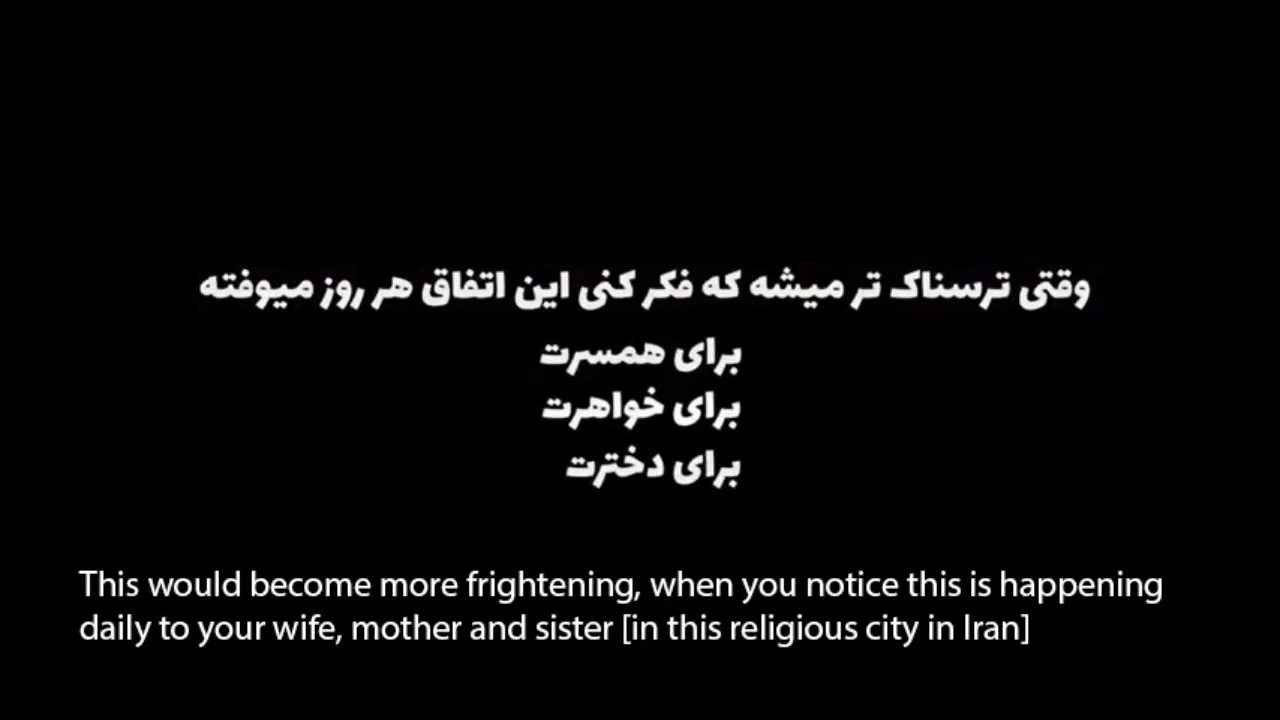 وقتی ترسناک تر میشه که فکر کنی این اتفاق هر روز میوفته
برای همسرت
برای خواهرت
برای دخترت
This would become more frightening, when you notice this is happening
daily to your wife, mother and sister [in this religious city in Iran]